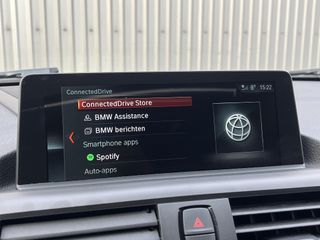 ConnectedDrive
15:22
ConnectedDrive Store
BMW Assistance
BMW berichten
Smartphone apps
Spotify
Auto-apps